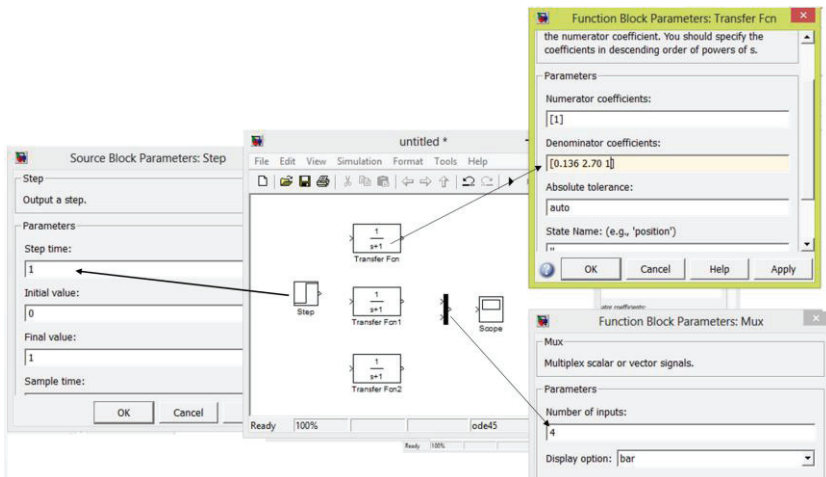 Function Block Parameters: Transfer Fcn
the numerator coefficient. You should specify the
coefficients in descending order of powers of s.
Parameters
Numerator coefficients:
[1]
Denominator coefficients:
[0.136 2.70 1]
Absolute tolerance:
auto
State Name: (e.g., 'position')
''
OK Cancel Help Apply
Source Block Parameters: Step
Step
Output a step.
Parameters
Step time:
1
Initial value:
0
Final value:
1
Sample time:
OK Cancel
untitled *
File Edit View Simulation Format Tools Help
1
s+1
Transfer Fcn
Step
1
s+1
Transfer Fcn1
Scope
1
s+1
Transfer Fcn2
Ready 100% ode45
Ready 100%
Function Block Parameters: Mux
Mux
Multiplex scalar or vector signals.
Parameters
Number of inputs:
4
Display option: bar